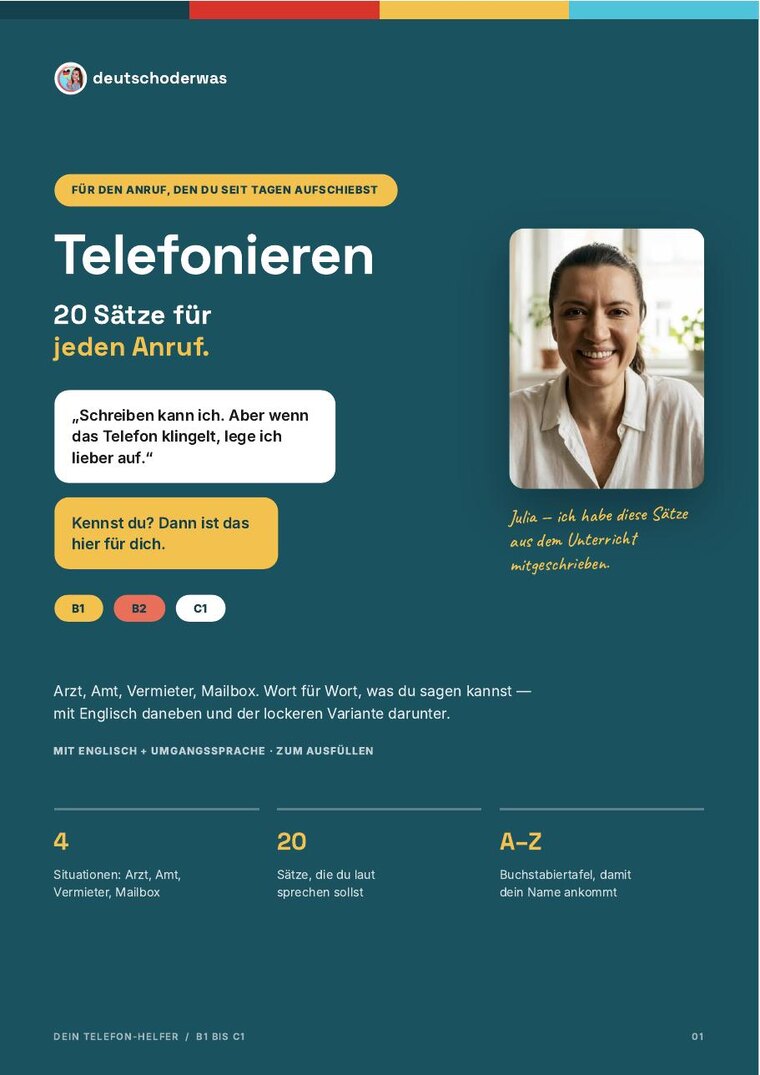 deutschoderwas
FÜR DEN ANRUF, DEN DU SEIT TAGEN AUFSCHIEBST
Telefonieren
20 Sätze für
jeden Anruf.
„Schreiben kann ich. Aber wenn
das Telefon klingelt, lege ich
lieber auf.“
Kennst du? Dann ist das
hier für dich.
B1 B2 C1
Julia – ich habe diese Sätze
aus dem Unterricht
mitgeschrieben.
Arzt, Amt, Vermieter, Mailbox. Wort für Wort, was du sagen kannst —
mit Englisch daneben und der lockeren Variante darunter.
MIT ENGLISCH + UMGANGSSPRACHE · ZUM AUSFÜLLEN
4
Situationen: Arzt, Amt,
Vermieter, Mailbox
20
Sätze, die du laut
sprechen sollst
A–Z
Buchstabiertafel, damit
dein Name ankommt
DEIN TELEFON-HELFER / B1 BIS C1
01